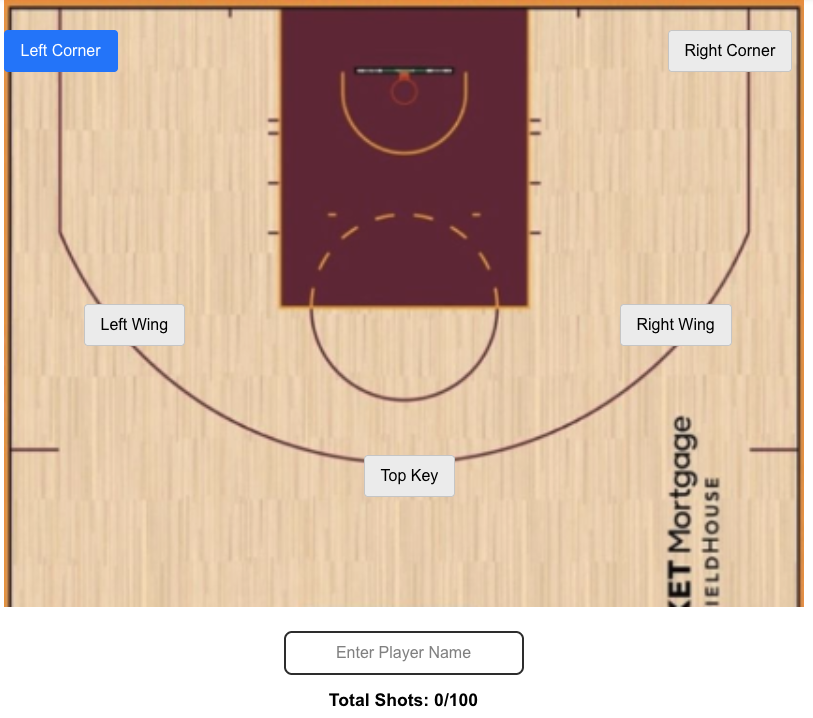 Left Corner
Right Corner
Left Wing
Right Wing
Top Key
KET Mortgage
IELDHOUSE
Enter Player Name
Total Shots: 0/100